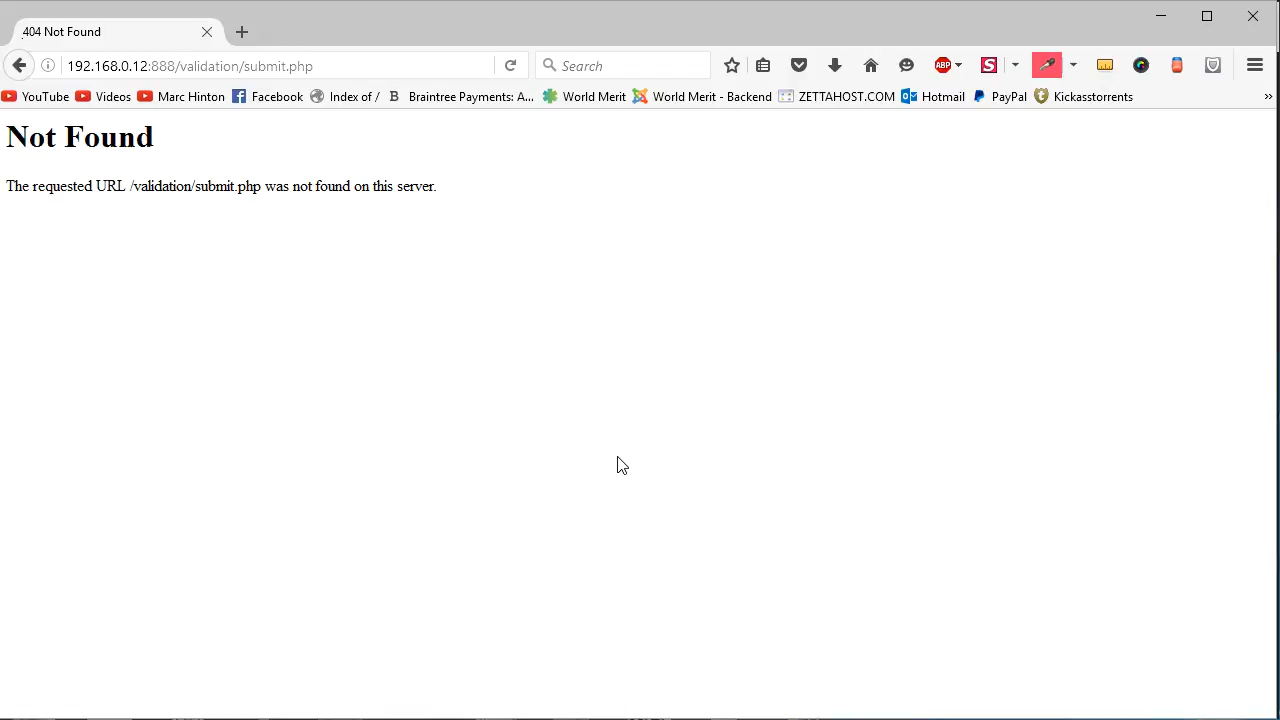 404 Not Found
192.168.0.12:888/validation/submit.php
Search
ABP
S
YouTube Videos Marc Hinton Facebook Index of / B Braintree Payments: A... World Merit World Merit - Backend ZETTAHOST.COM Hotmail PayPal Kickasstorrents »
Not Found
The requested URL /validation/submit.php was not found on this server.